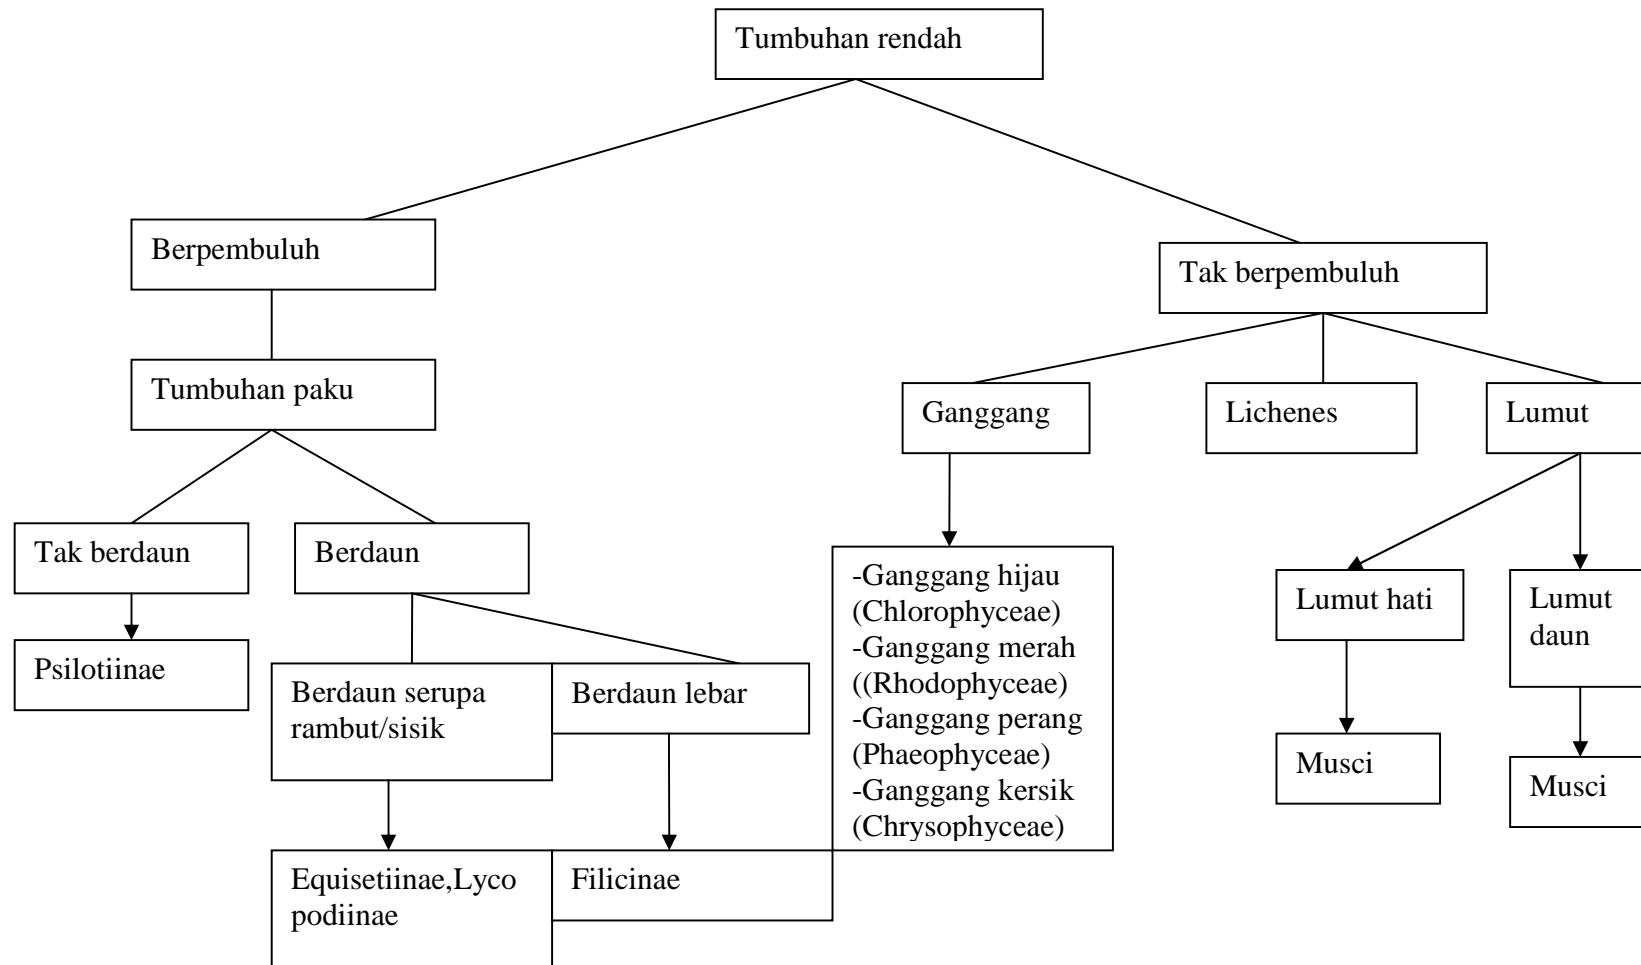 Tumbuhan rendah
Berpembuluh
Tak berpembuluh
Tumbuhan paku
Ganggang
Lichenes
Lumut
Tak berdaun
Berdaun
-Ganggang hijau
(Chlorophyceae)
-Ganggang merah
((Rhodophyceae)
-Ganggang perang
(Phaeophyceae)
-Ganggang kersik
(Chrysophyceae)
Lumut hati
Lumut
daun
Psilotiinae
Berdaun serupa
rambut/sisik
Berdaun lebar
Musci
Musci
Equisetiinae,Lyco
podiinae
Filicinae